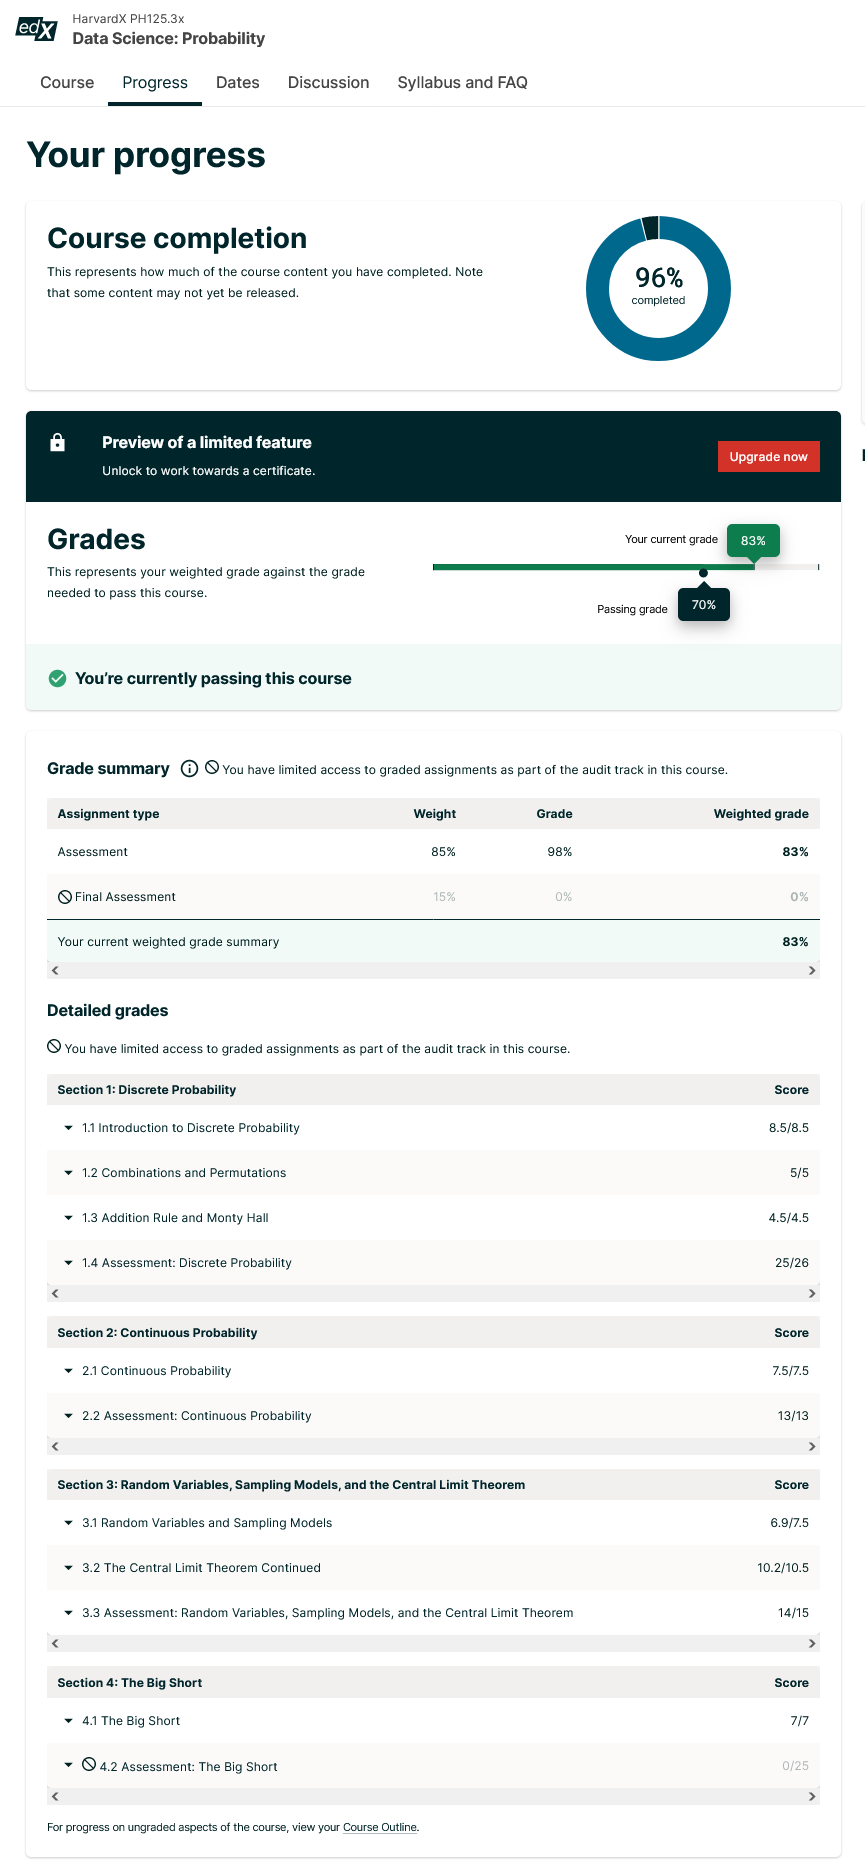 edX
HarvardX PH125.3x
Data Science: Probability
Course Progress Dates Discussion Syllabus and FAQ
Your progress
Course completion
This represents how much of the course content you have completed. Note
that some content may not yet be released.
96%
completed
Preview of a limited feature
Unlock to work towards a certificate.
Upgrade now
Grades
This represents your weighted grade against the grade
needed to pass this course.
Your current grade 83%
Passing grade 70%
You're currently passing this course
Grade summary You have limited access to graded assignments as part of the audit track in this course.
Assignment type Weight Grade Weighted grade
Assessment 85% 98% 83%
Final Assessment 15% 0% 0%
Your current weighted grade summary 83%
Detailed grades
You have limited access to graded assignments as part of the audit track in this course.
Section 1: Discrete Probability Score
1.1 Introduction to Discrete Probability 8.5/8.5
1.2 Combinations and Permutations 5/5
1.3 Addition Rule and Monty Hall 4.5/4.5
1.4 Assessment: Discrete Probability 25/26
Section 2: Continuous Probability Score
2.1 Continuous Probability 7.5/7.5
2.2 Assessment: Continuous Probability 13/13
Section 3: Random Variables, Sampling Models, and the Central Limit Theorem Score
3.1 Random Variables and Sampling Models 6.9/7.5
3.2 The Central Limit Theorem Continued 10.2/10.5
3.3 Assessment: Random Variables, Sampling Models, and the Central Limit Theorem 14/15
Section 4: The Big Short Score
4.1 The Big Short 7/7
4.2 Assessment: The Big Short 0/25
For progress on ungraded aspects of the course, view your Course Outline.